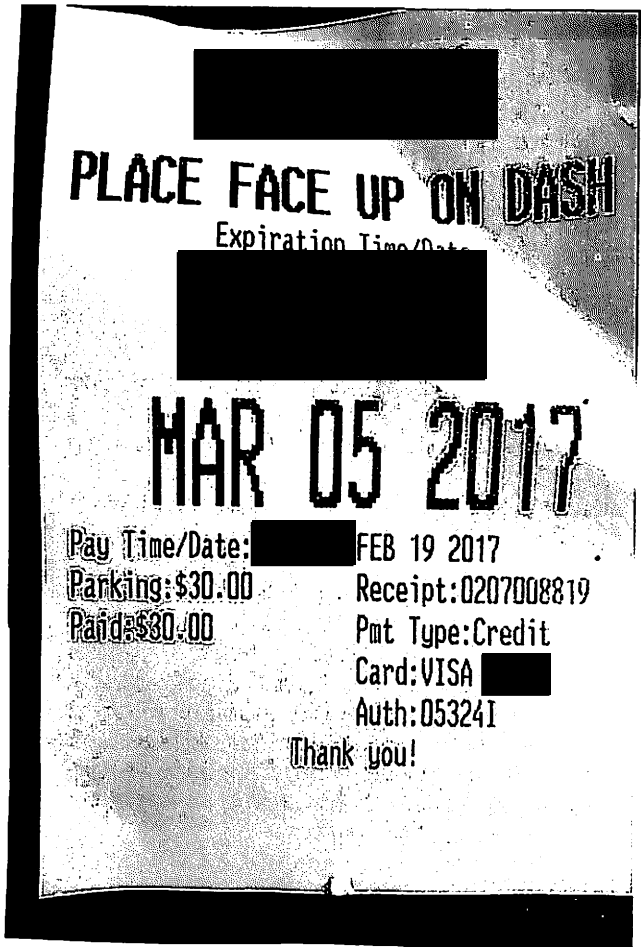 PLACE FACE UP ON DASH
Expiration Time/Date
MAR 05 2017
Pay Time/Date: FEB 19 2017
Parking:$30.00 Receipt:0207008819
Paid:$30.00 Pmt Type:Credit
Card:VISA
Auth:05324I
Thank you!